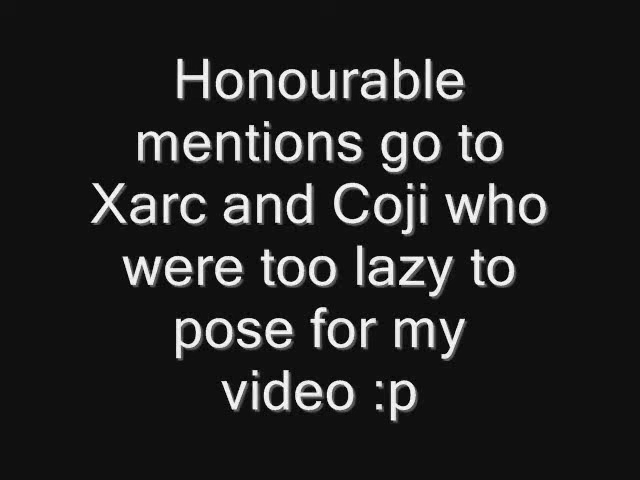 Honourable
mentions go to
Xarc and Coji who
were too lazy to
pose for my
video :p